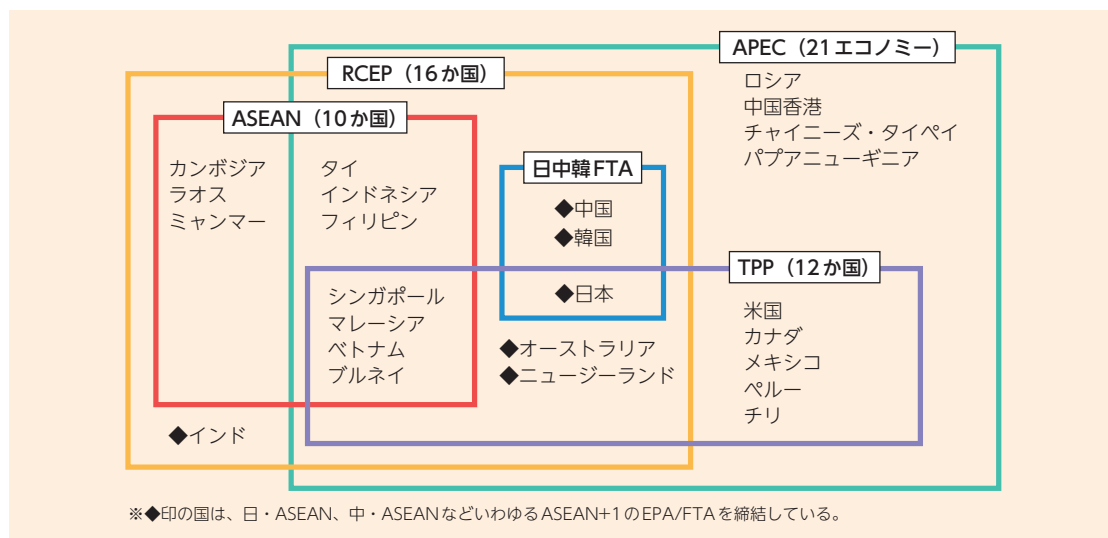 APEC（21エコノミー）
ロシア
中国香港
チャイニーズ・タイペイ
パプアニューギニア
RCEP（16か国）
ASEAN（10か国）
カンボジア
ラオス
ミャンマー
タイ
インドネシア
フィリピン
日中韓FTA
◆中国
◆韓国
◆日本
TPP（12か国）
シンガポール
マレーシア
ベトナム
ブルネイ
◆オーストラリア
◆ニュージーランド
米国
カナダ
メキシコ
ペルー
チリ
◆インド
※◆印の国は、日・ASEAN、中・ASEANなどいわゆるASEAN+1のEPA/FTAを締結している。